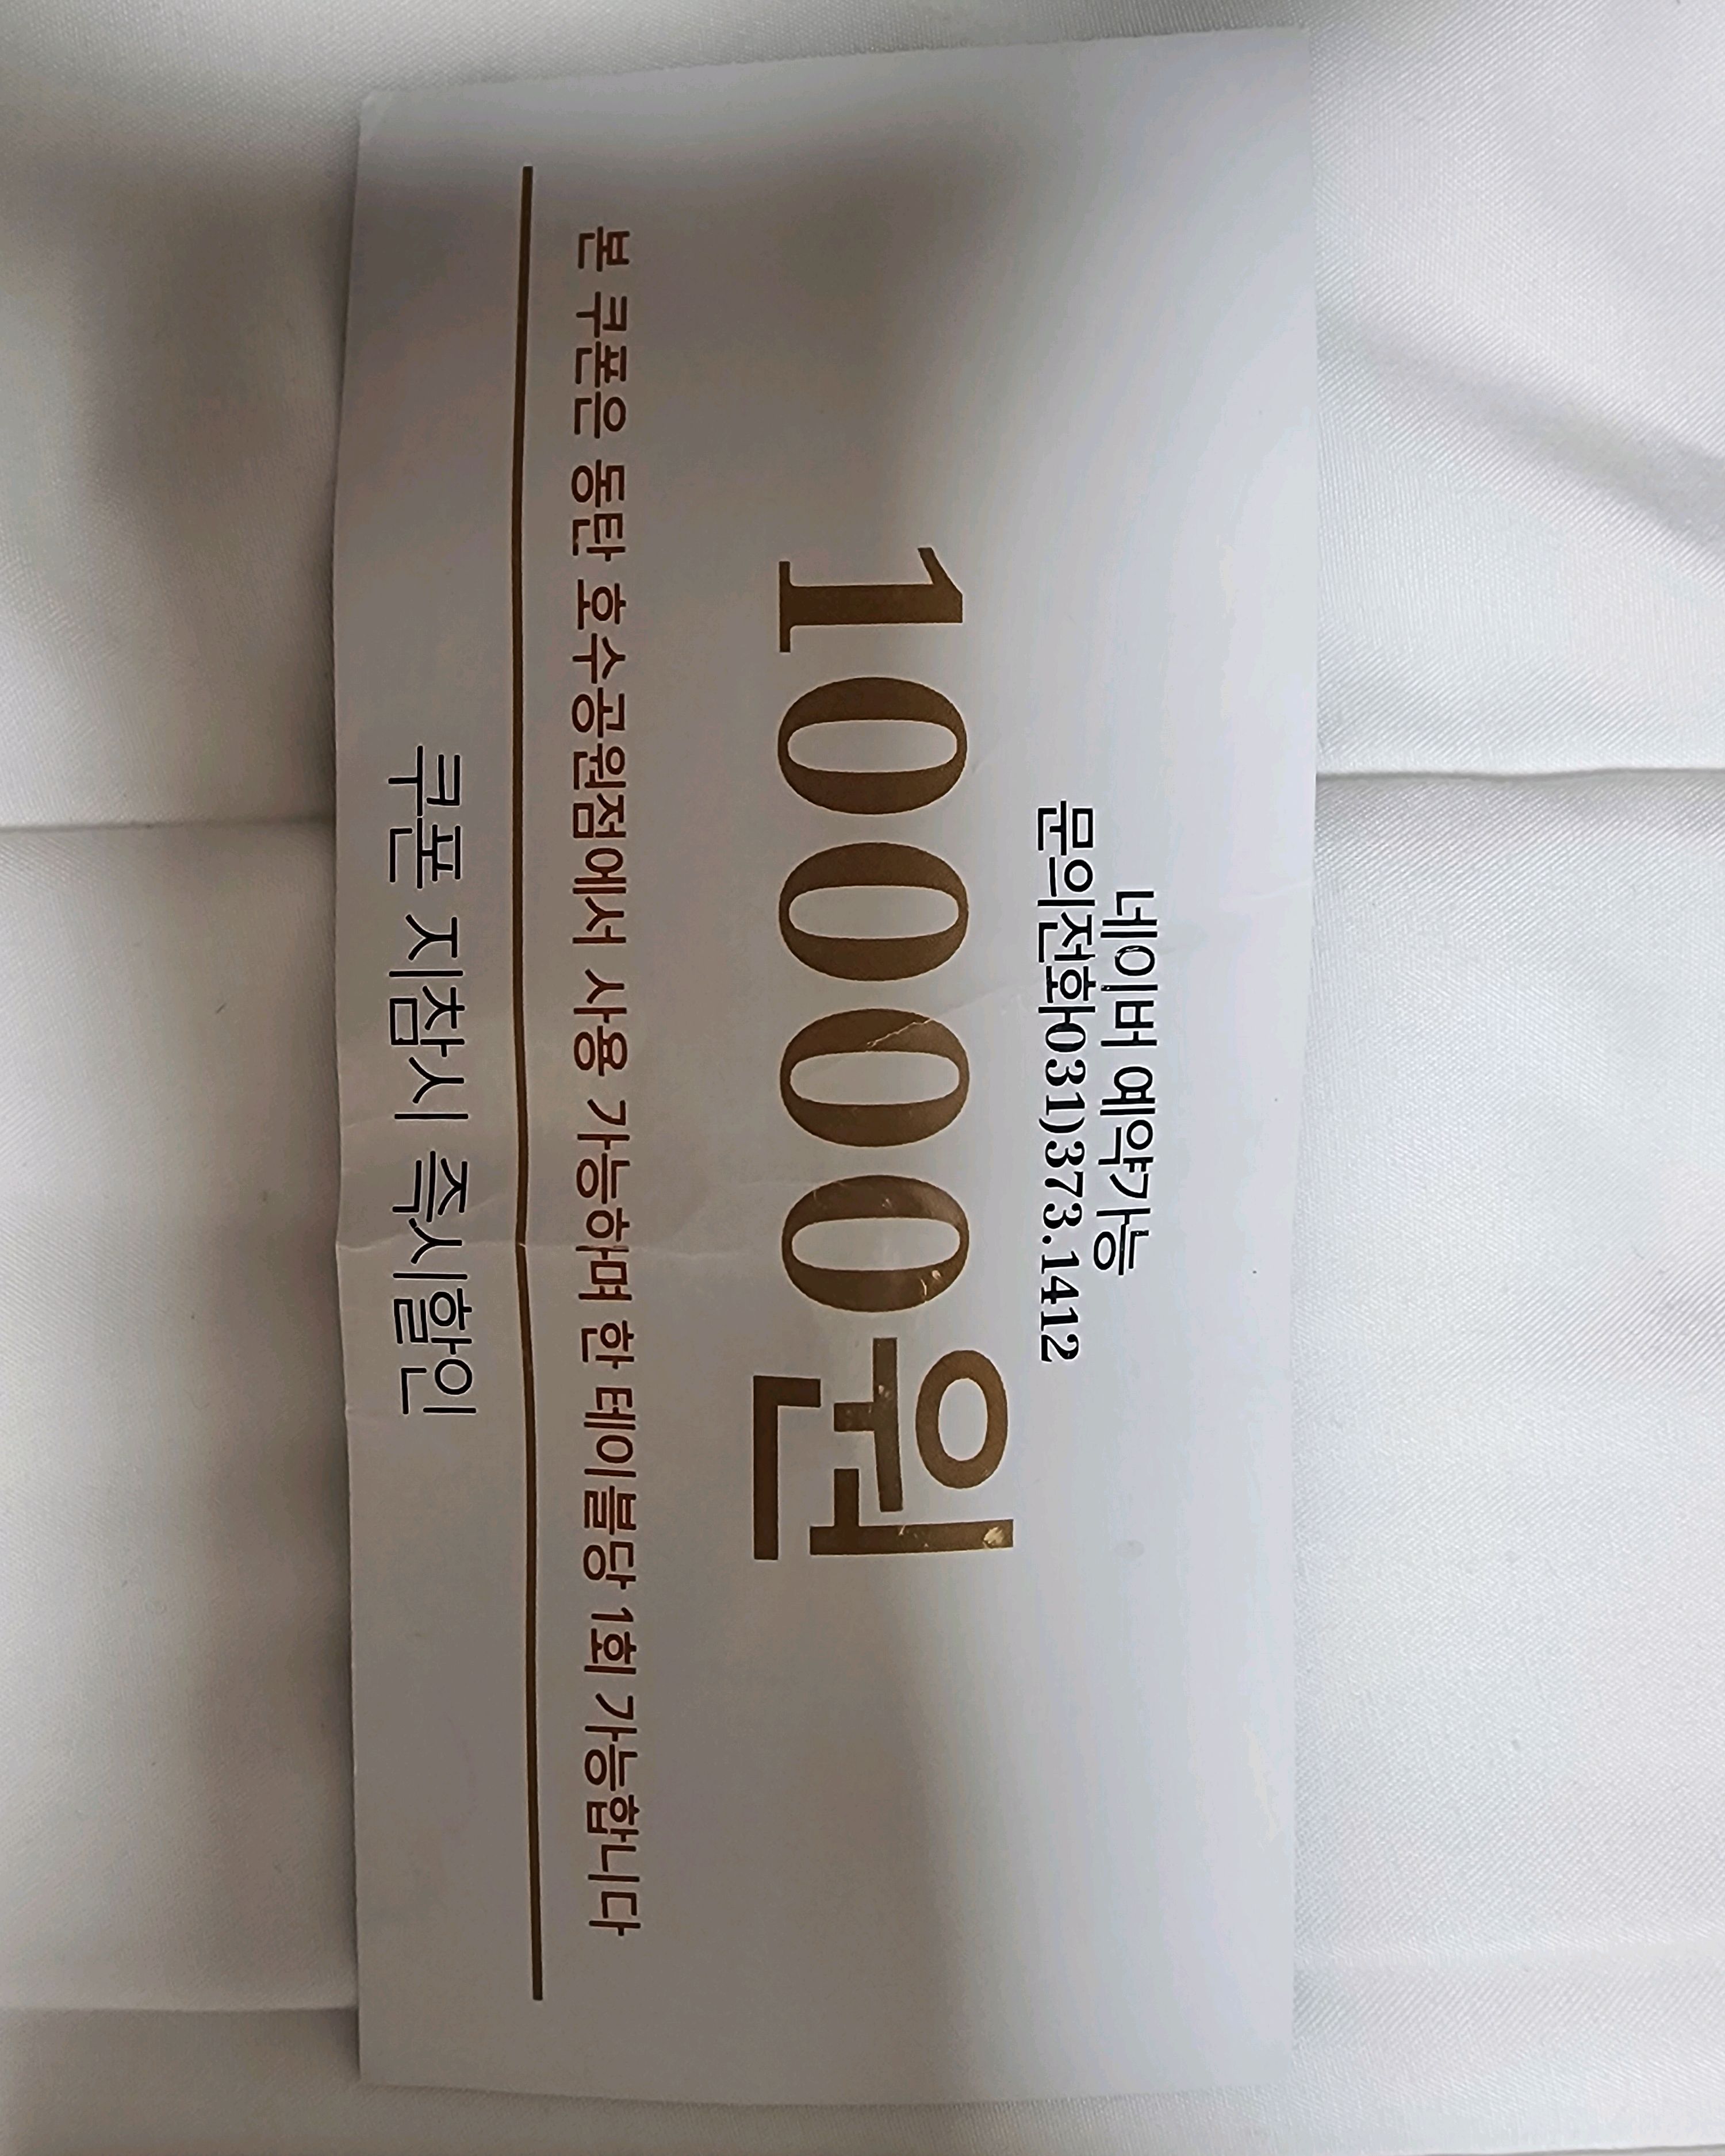 네이버 예약가능
문의전화031)373.1412
10000원
본 쿠폰은 동탄 호수공원점에서 사용 가능하며 한 테이블당 1회 가능합니다
쿠폰 지참시 즉시할인